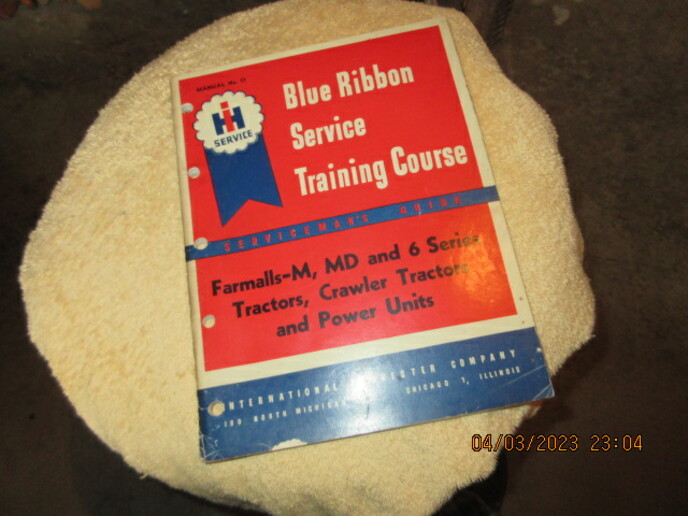 MANUAL No.
IH
SERVICE
Blue Ribbon
Service
Training Course
SERVICEMAN'S GUIDE
Farmalls-M, MD and 6 Series
Tractors, Crawler Tractors
and Power Units
INTERNATIONAL HARVESTER COMPANY
180 NORTH MICHIGAN CHICAGO 1, ILLINOIS
04/03/2023 23:04